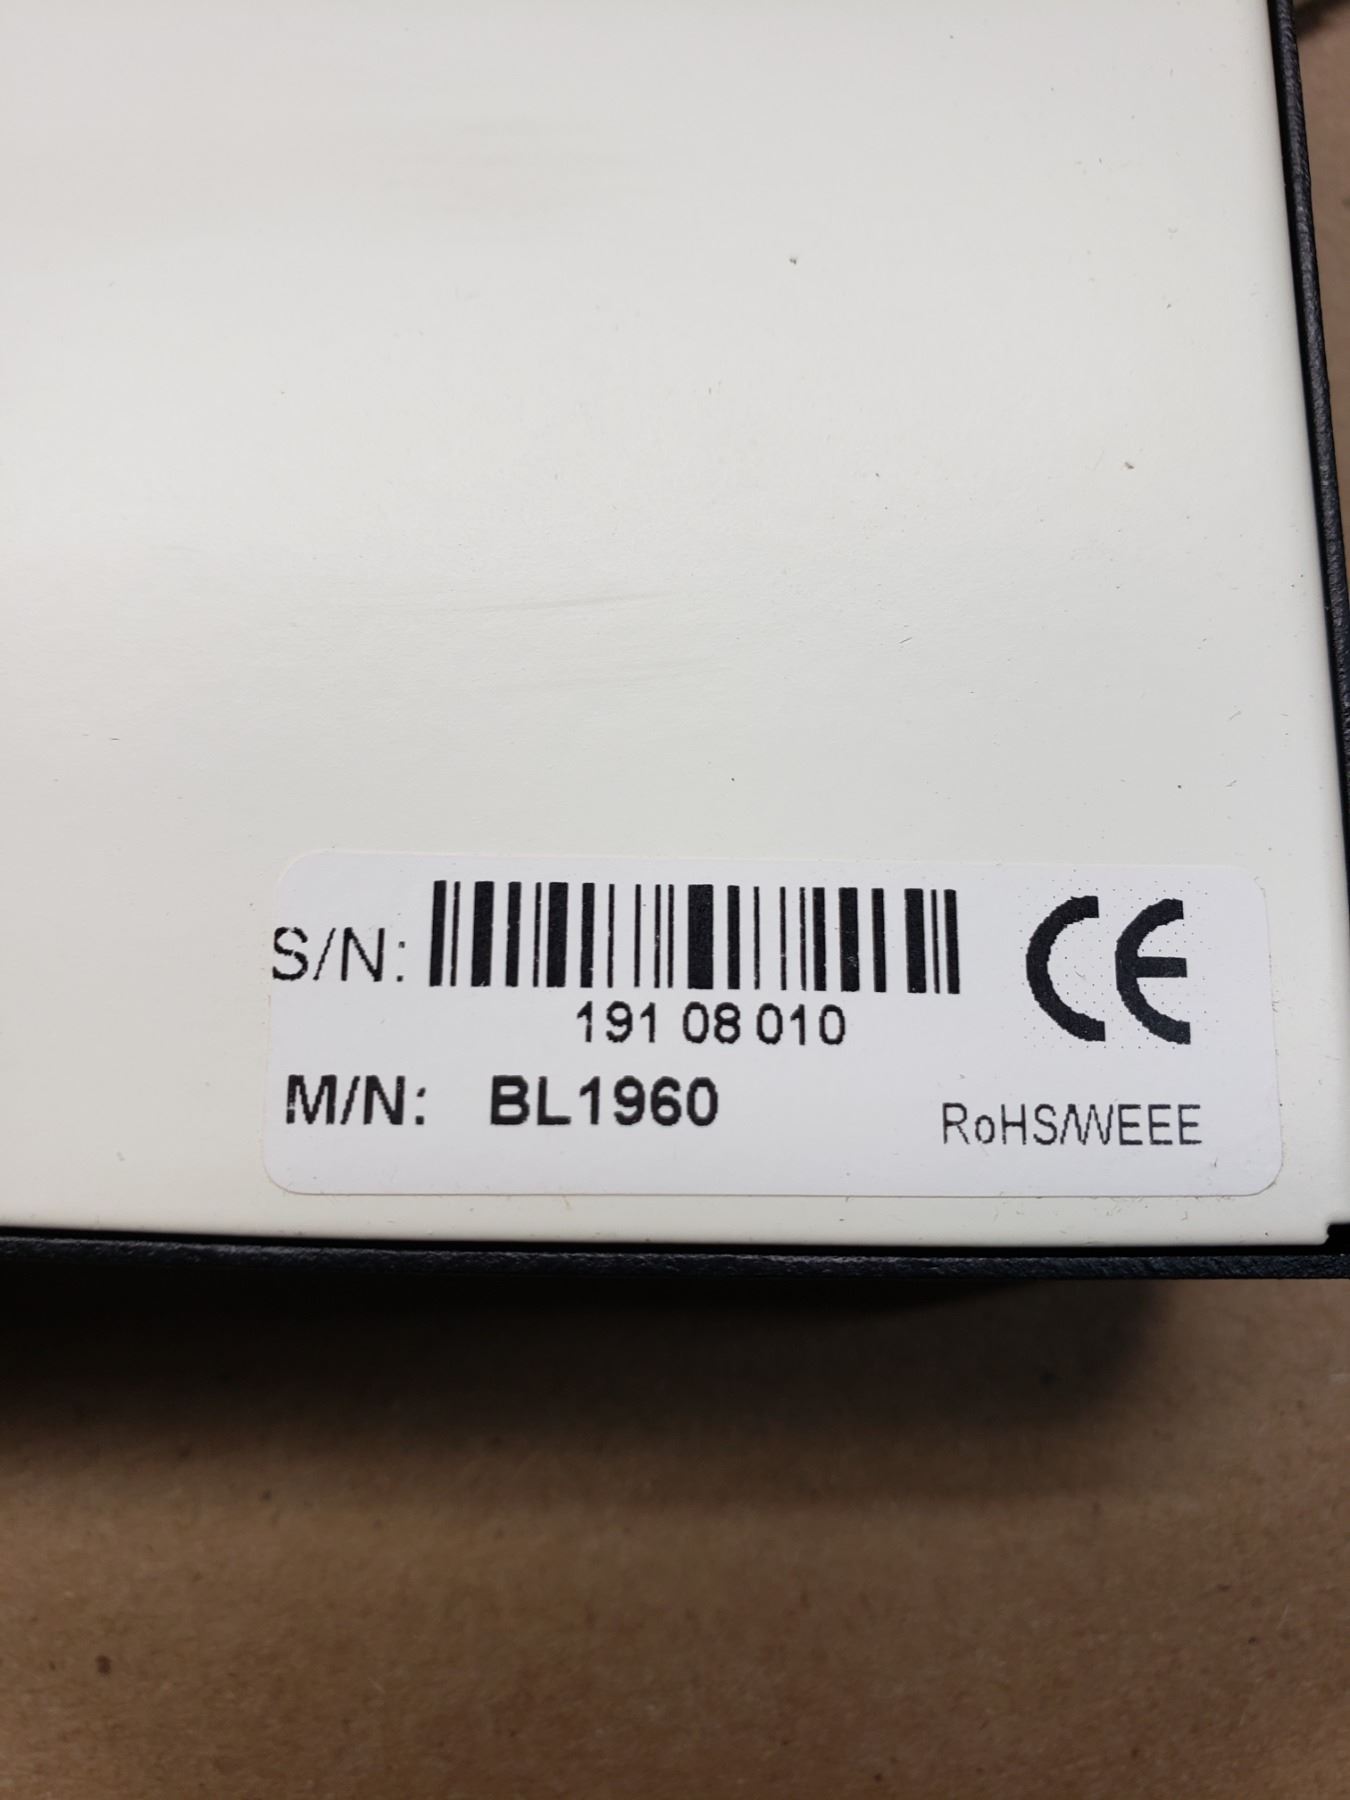 S/N:
191 08 010
CE
M/N: BL1960
RoHS/WEEE